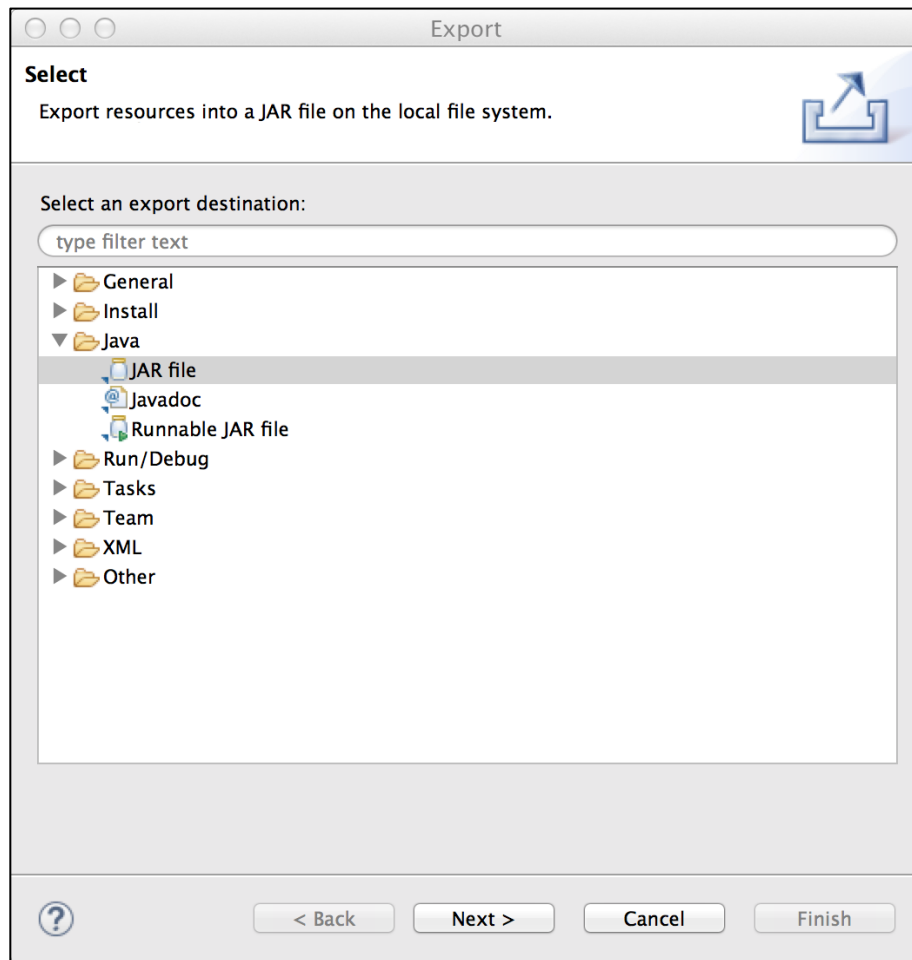 Export
Select
Export resources into a JAR file on the local file system.
Select an export destination:
type filter text
General
Install
Java
JAR file
@ Javadoc
Runnable JAR file
Run/Debug
Tasks
Team
XML
Other
? < Back Next > Cancel Finish